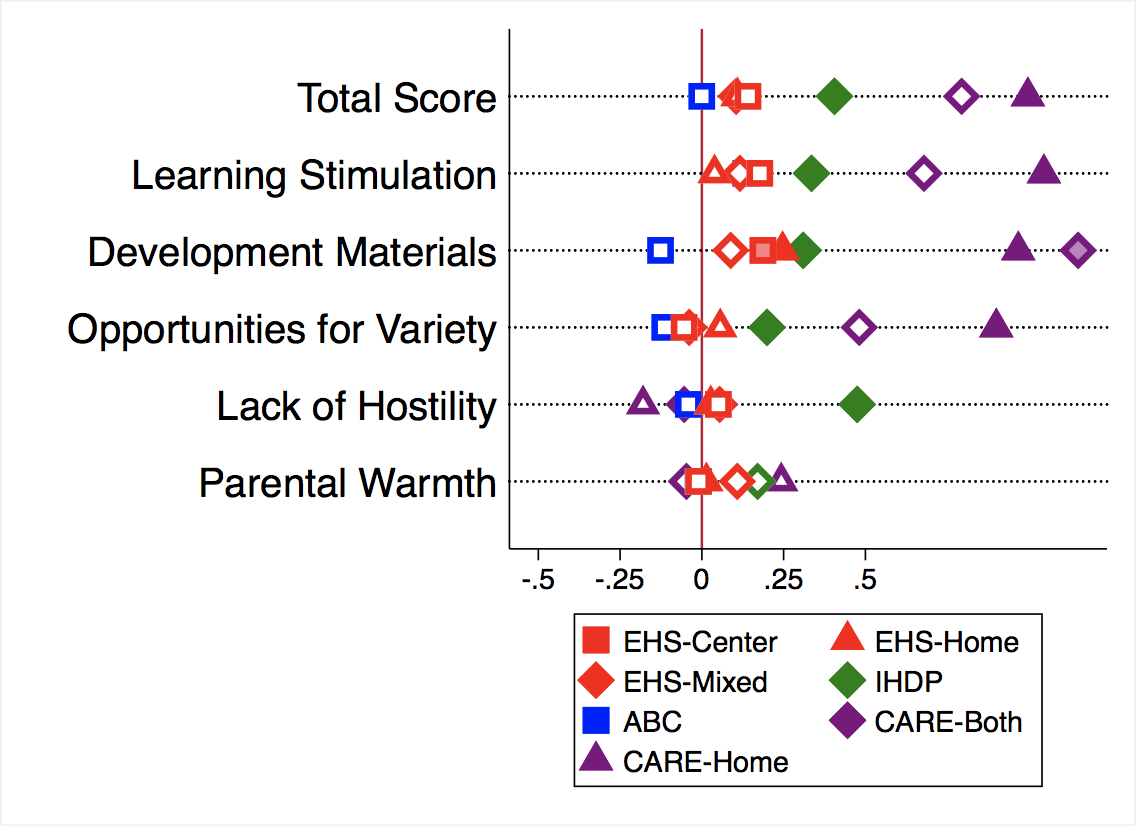 Total Score
Learning Stimulation
Development Materials
Opportunities for Variety
Lack of Hostility
Parental Warmth
-.5 -.25 0 .25 .5
EHS-Center EHS-Home
EHS-Mixed IHDP
ABC CARE-Both
CARE-Home